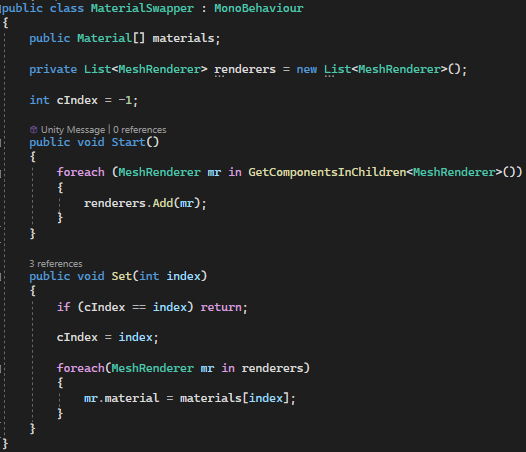 public class MaterialSwapper : MonoBehaviour
{
public Material[] materials;
private List<MeshRenderer> renderers = new List<MeshRenderer>();
int cIndex = -1;
Unity Message | 0 references
public void Start()
{
foreach (MeshRenderer mr in GetComponentsInChildren<MeshRenderer>())
{
renderers.Add(mr);
}
}
3 references
public void Set(int index)
{
if (cIndex == index) return;
cIndex = index;
foreach(MeshRenderer mr in renderers)
{
mr.material = materials[index];
}
}
}